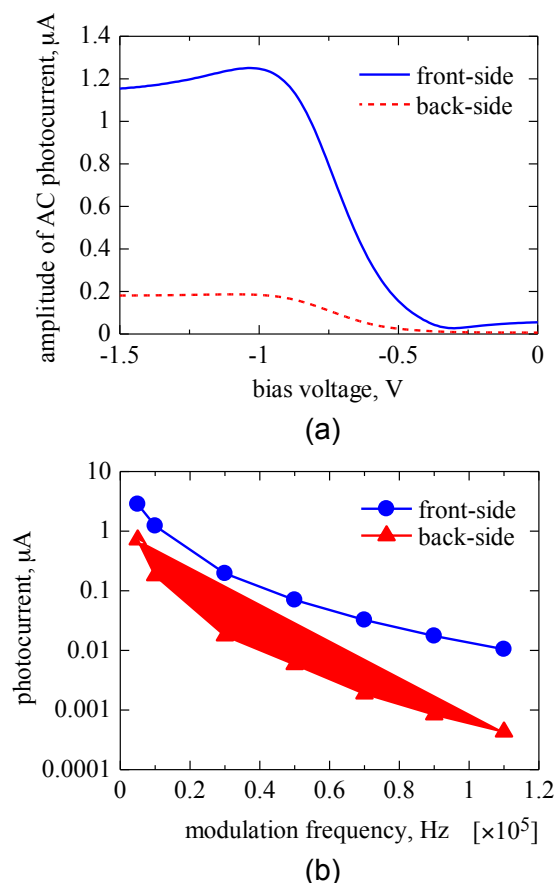 amplitude of AC photocurrent, µA
1.4
1.2
1
0.8
0.6
0.4
0.2
0
front-side
back-side
-1.5 -1 -0.5 0
bias voltage, V
(a)
photocurrent, µA
10
1
0.1
0.01
0.001
0.0001
front-side
back-side
0 0.2 0.4 0.6 0.8 1 1.2
modulation frequency, Hz [×10⁵]
(b)